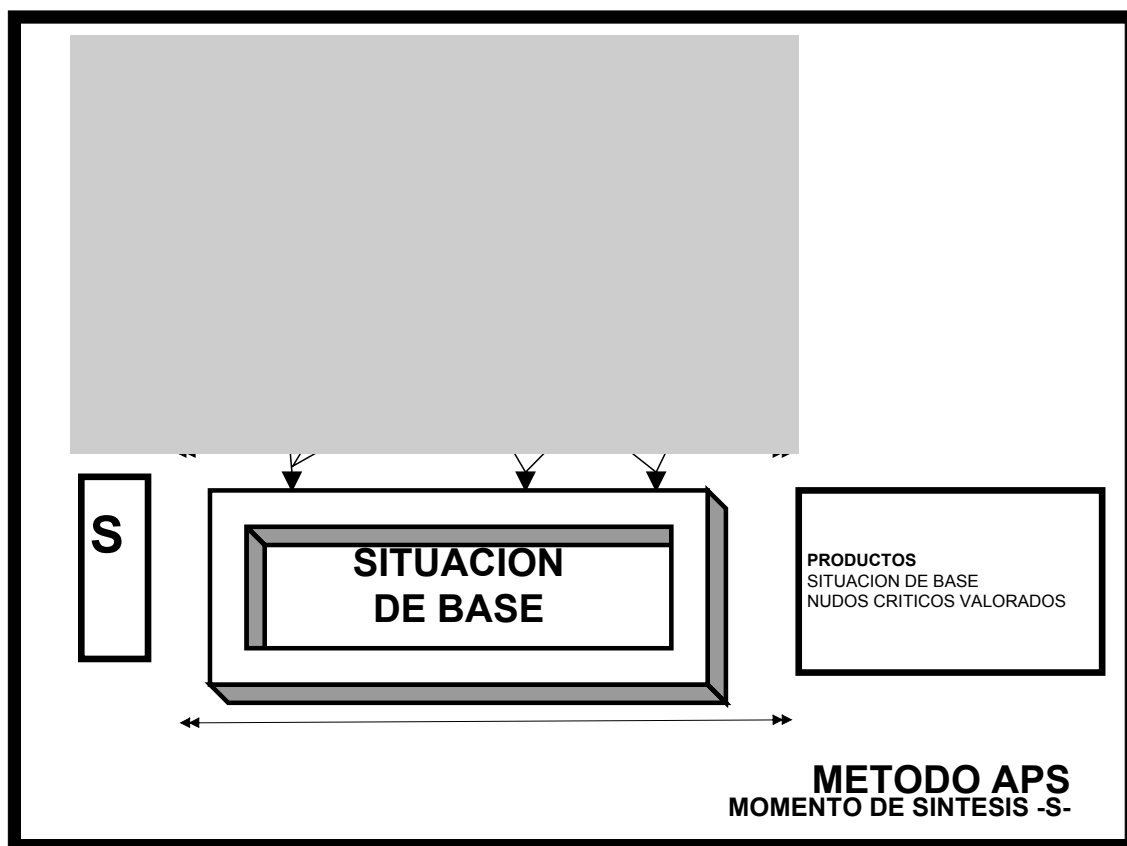 S
SITUACION
DE BASE
PRODUCTOS
SITUACION DE BASE
NUDOS CRITICOS VALORADOS
METODO APS
MOMENTO DE SINTESIS -S-